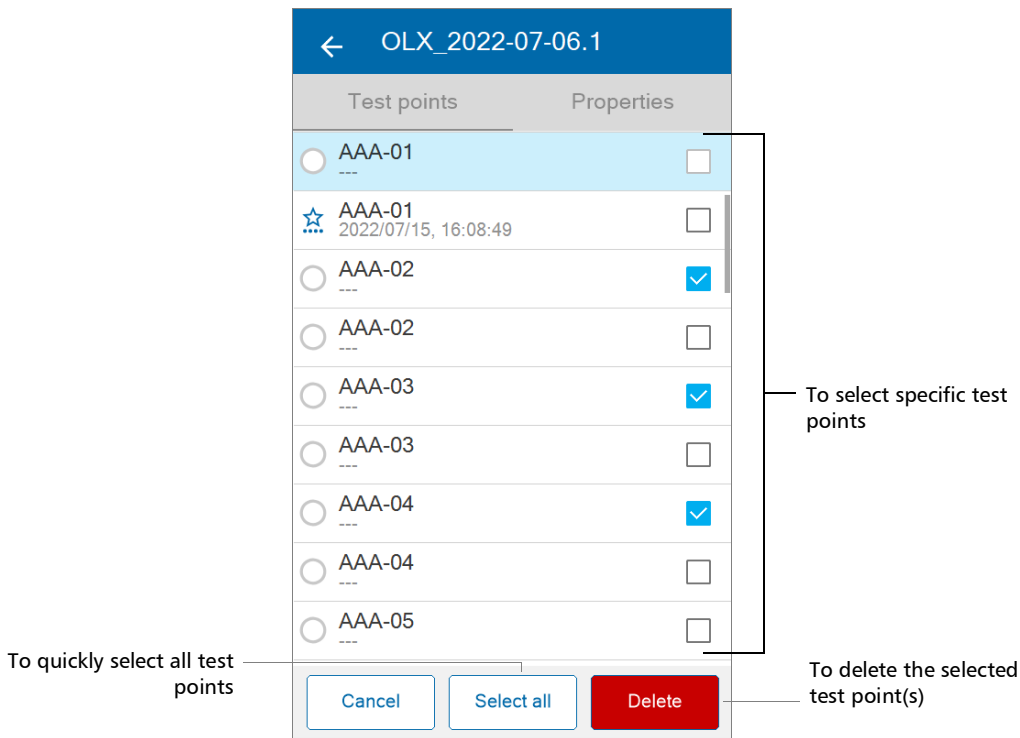 OLX_2022-07-06.1
Test points Properties
AAA-01
---
AAA-01
2022/07/15, 16:08:49
AAA-02
---
AAA-02
---
AAA-03
---
AAA-03
---
AAA-04
---
AAA-04
---
AAA-05
---
Cancel Select all Delete
To select specific test
points
To quickly select all test
points
To delete the selected
test point(s)